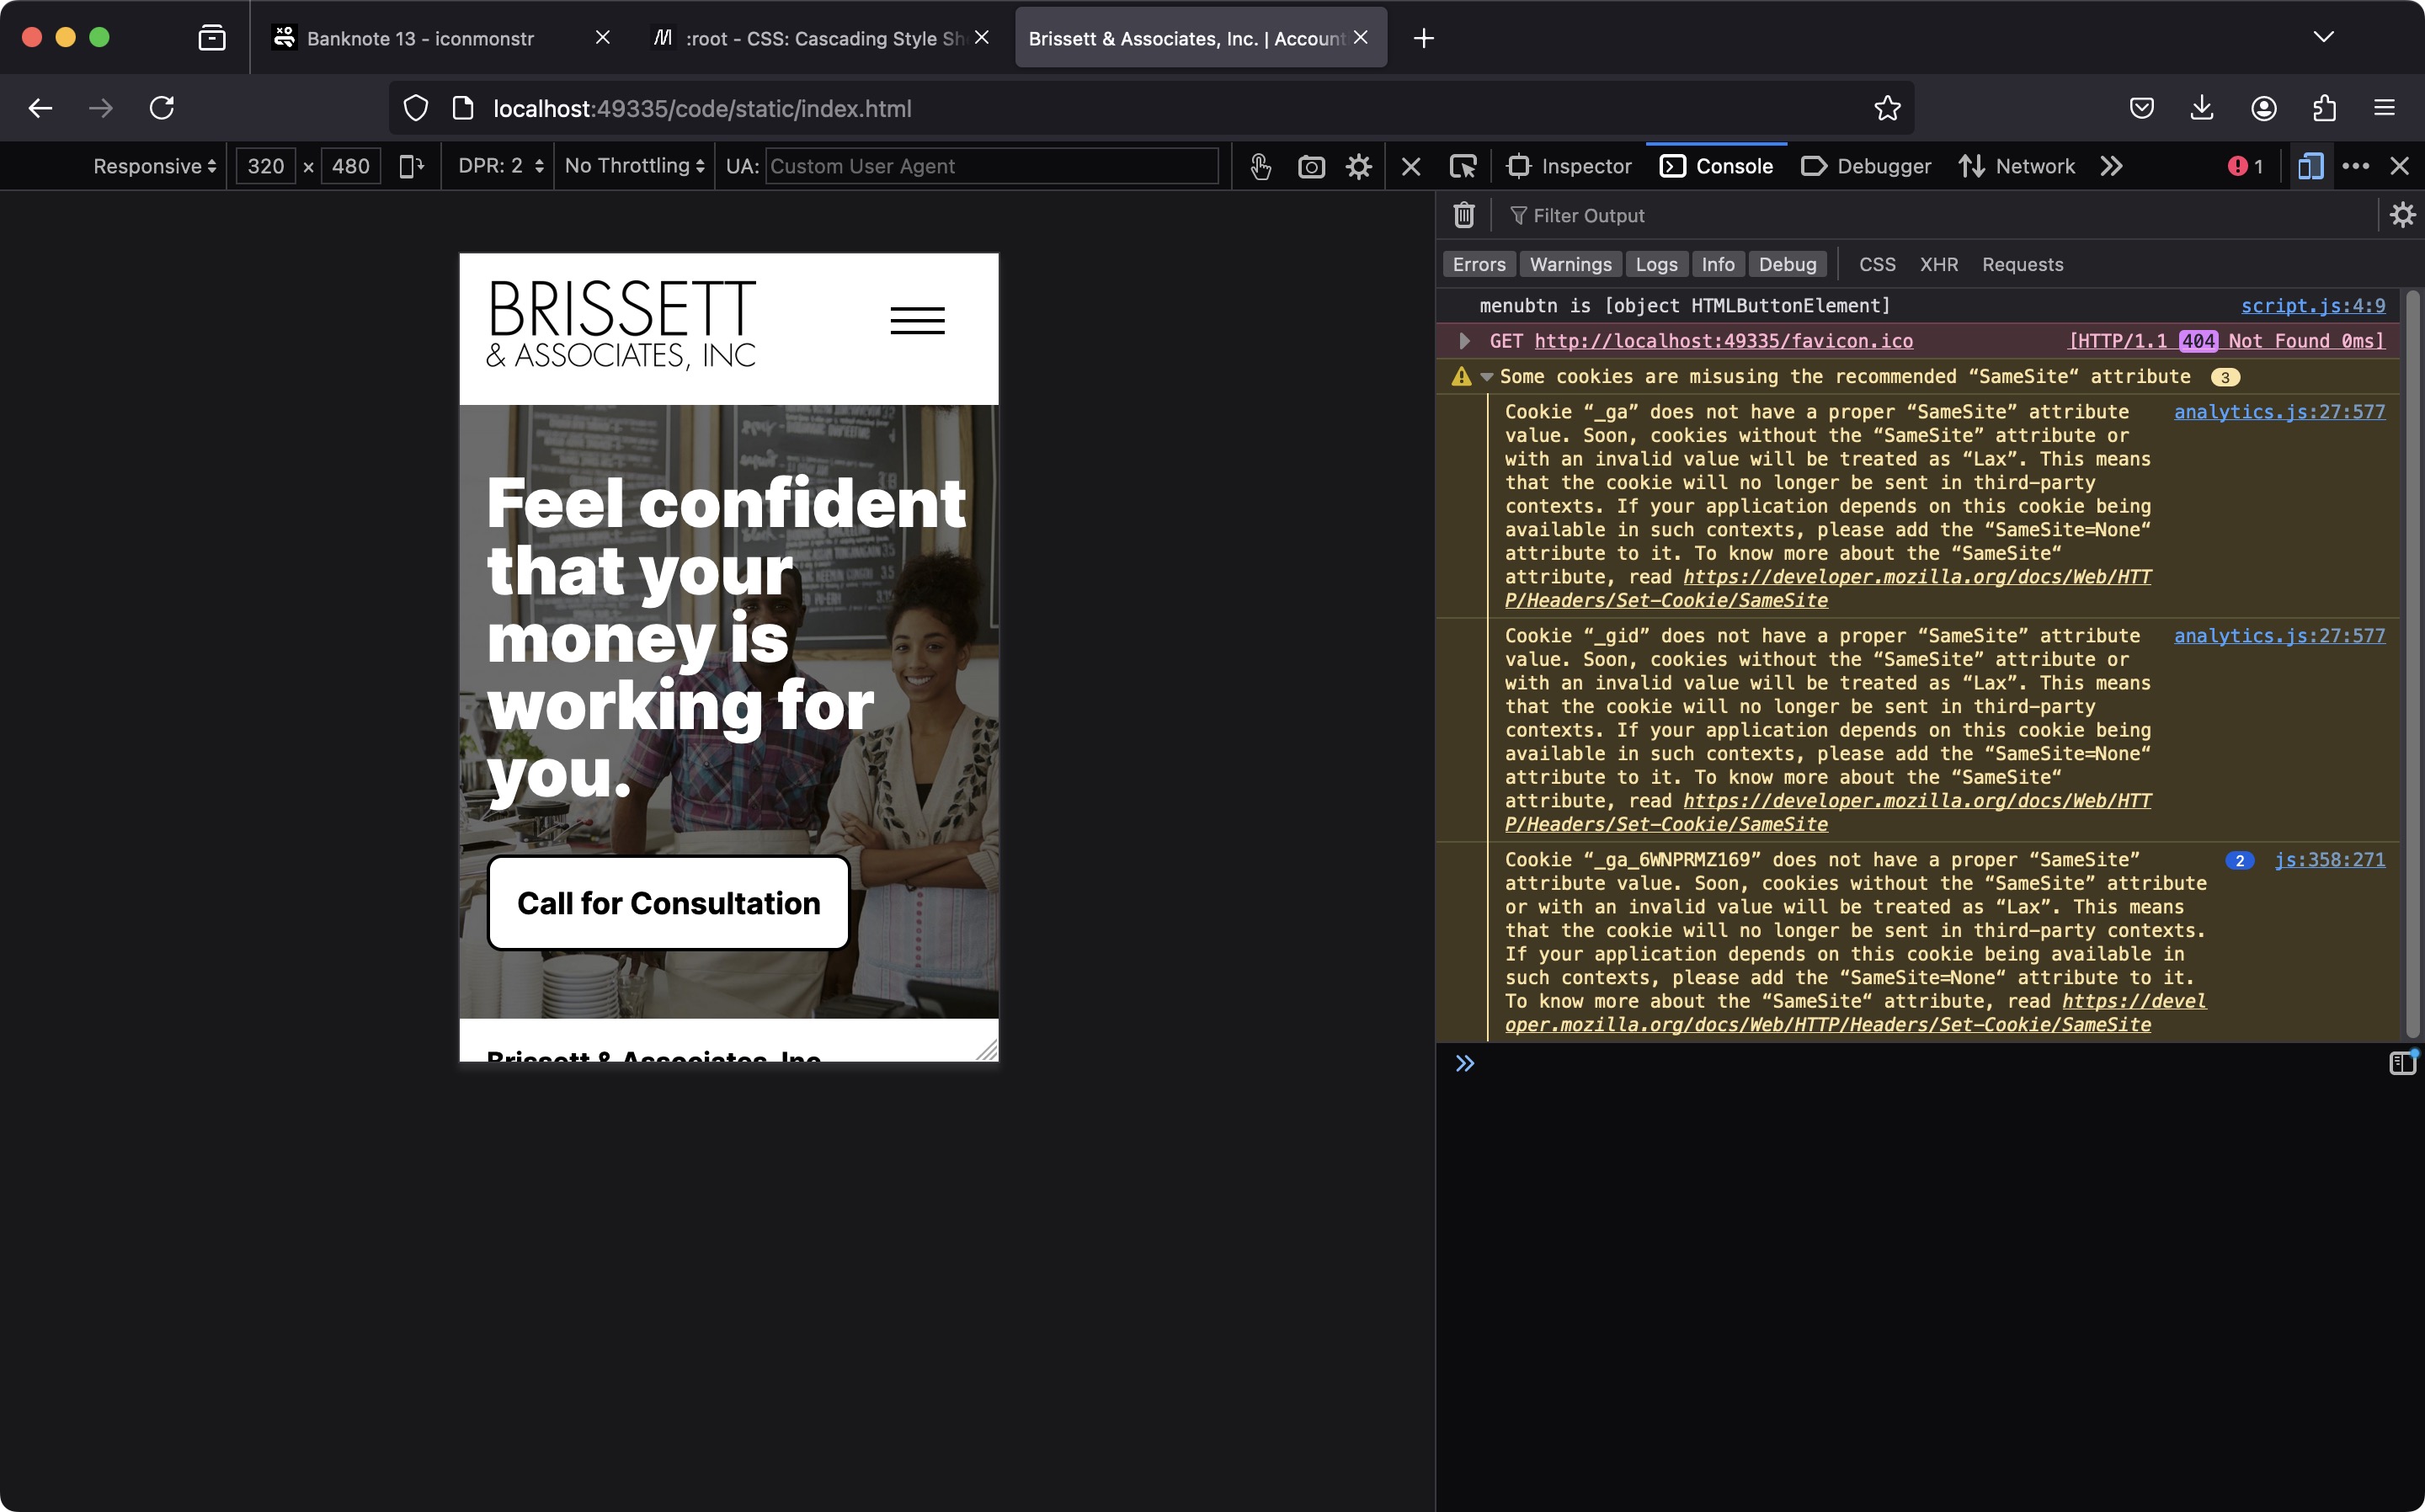 Banknote 13 - iconmonstr
:root - CSS: Cascading Style Sh
Brissett & Associates, Inc. | Account
localhost:49335/code/static/index.html
Responsive
320 × 480
DPR: 2
No Throttling
UA: Custom User Agent
Inspector
Console
Debugger
Network
1
Filter Output
Errors
Warnings
Logs
Info
Debug
CSS
XHR
Requests
BRISSETT
& ASSOCIATES, INC
Feel confident
that your
money is
working for
you.
Call for Consultation
Brissett & Associates, Inc
menubtn is [object HTMLButtonElement] script.js:4:9
GET http://localhost:49335/favicon.ico [HTTP/1.1 404 Not Found 0ms]
Some cookies are misusing the recommended “SameSite“ attribute 3
Cookie “_ga” does not have a proper “SameSite” attribute analytics.js:27:577
value. Soon, cookies without the “SameSite” attribute or
with an invalid value will be treated as “Lax”. This means
that the cookie will no longer be sent in third-party
contexts. If your application depends on this cookie being
available in such contexts, please add the “SameSite=None“
attribute to it. To know more about the “SameSite“
attribute, read https://developer.mozilla.org/docs/Web/HTT
P/Headers/Set-Cookie/SameSite
Cookie “_gid” does not have a proper “SameSite” attribute analytics.js:27:577
value. Soon, cookies without the “SameSite” attribute or
with an invalid value will be treated as “Lax”. This means
that the cookie will no longer be sent in third-party
contexts. If your application depends on this cookie being
available in such contexts, please add the “SameSite=None“
attribute to it. To know more about the “SameSite“
attribute, read https://developer.mozilla.org/docs/Web/HTT
P/Headers/Set-Cookie/SameSite
Cookie “_ga_6WNPRMZ169” does not have a proper “SameSite” 2 js:358:271
attribute value. Soon, cookies without the “SameSite” attribute
or with an invalid value will be treated as “Lax”. This means
that the cookie will no longer be sent in third-party contexts.
If your application depends on this cookie being available in
such contexts, please add the “SameSite=None“ attribute to it.
To know more about the “SameSite“ attribute, read https://devel
oper.mozilla.org/docs/Web/HTTP/Headers/Set-Cookie/SameSite